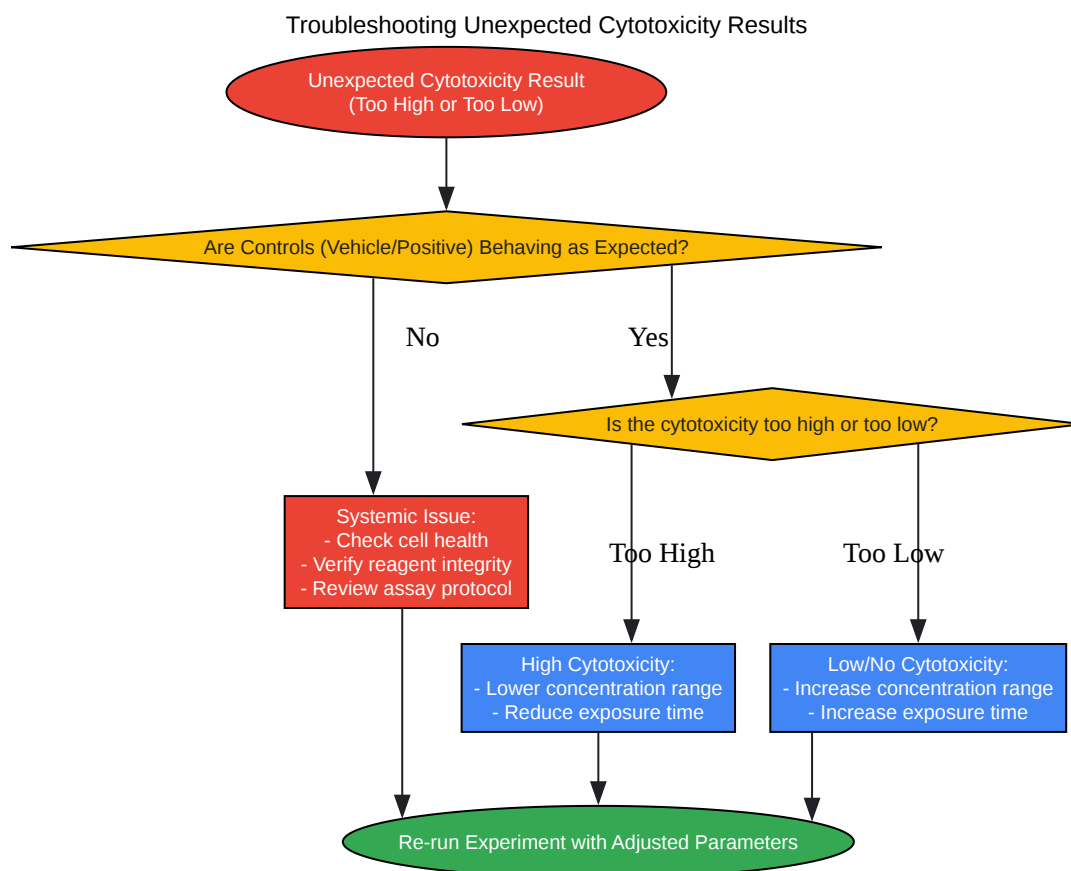 Troubleshooting Unexpected Cytotoxicity Results
Unexpected Cytotoxicity Result
(Too High or Too Low)
Are Controls (Vehicle/Positive) Behaving as Expected?
No
Yes
Is the cytotoxicity too high or too low?
Systemic Issue:
- Check cell health
- Verify reagent integrity
- Review assay protocol
Too High
Too Low
High Cytotoxicity:
- Lower concentration range
- Reduce exposure time
Low/No Cytotoxicity:
- Increase concentration range
- Increase exposure time
Re-run Experiment with Adjusted Parameters